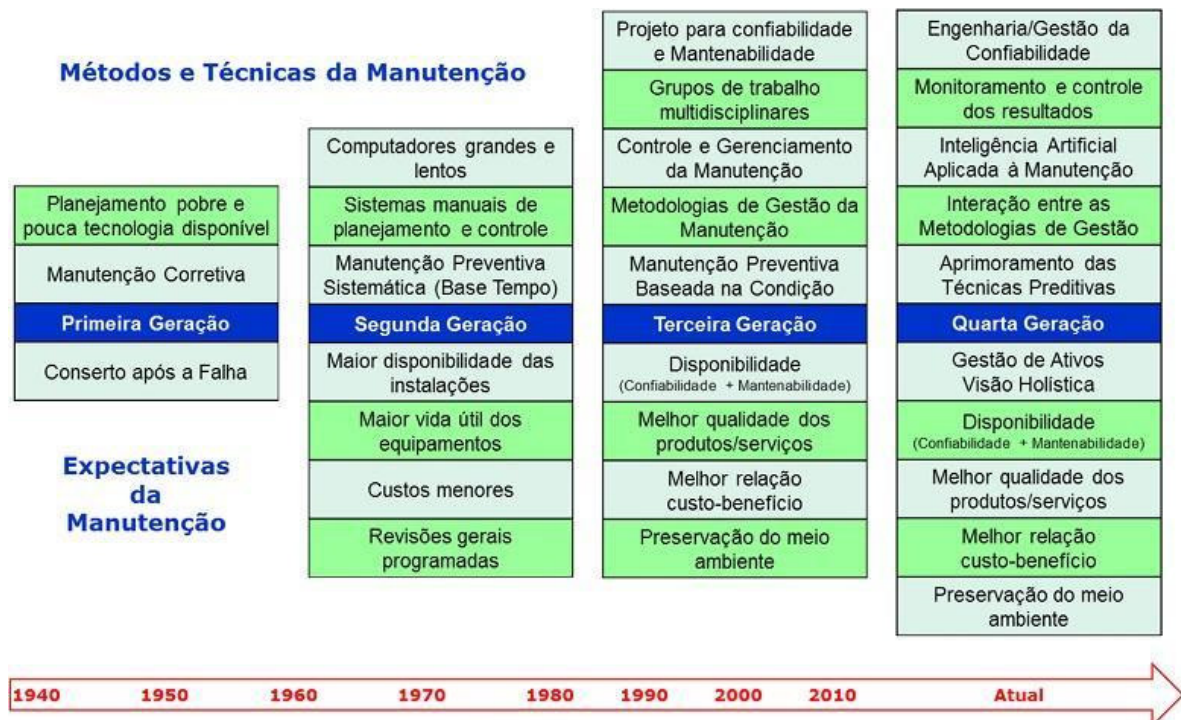 Métodos e Técnicas da Manutenção
Planejamento pobre e
pouca tecnologia disponível
Manutenção Corretiva
Primeira Geração
Conserto após a Falha
Expectativas
da
Manutenção
Computadores grandes e
lentos
Sistemas manuais de
planejamento e controle
Manutenção Preventiva
Sistemática (Base Tempo)
Segunda Geração
Maior disponibilidade das
instalações
Maior vida útil dos
equipamentos
Custos menores
Revisões gerais
programadas
Projeto para confiabilidade
e Mantenabilidade
Grupos de trabalho
multidisciplinares
Controle e Gerenciamento
da Manutenção
Metodologias de Gestão da
Manutenção
Manutenção Preventiva
Baseada na Condição
Terceira Geração
Disponibilidade
(Confiabilidade + Mantenabilidade)
Melhor qualidade dos
produtos/serviços
Melhor relação
custo-benefício
Preservação do meio
ambiente
Engenharia/Gestão da
Confiabilidade
Monitoramento e controle
dos resultados
Inteligência Artificial
Aplicada à Manutenção
Interação entre as
Metodologias de Gestão
Aprimoramento das
Técnicas Preditivas
Quarta Geração
Gestão de Ativos
Visão Holística
Disponibilidade
(Confiabilidade + Mantenabilidade)
Melhor qualidade dos
produtos/serviços
Melhor relação
custo-benefício
Preservação do meio
ambiente
1940 1950 1960 1970 1980 1990 2000 2010 Atual